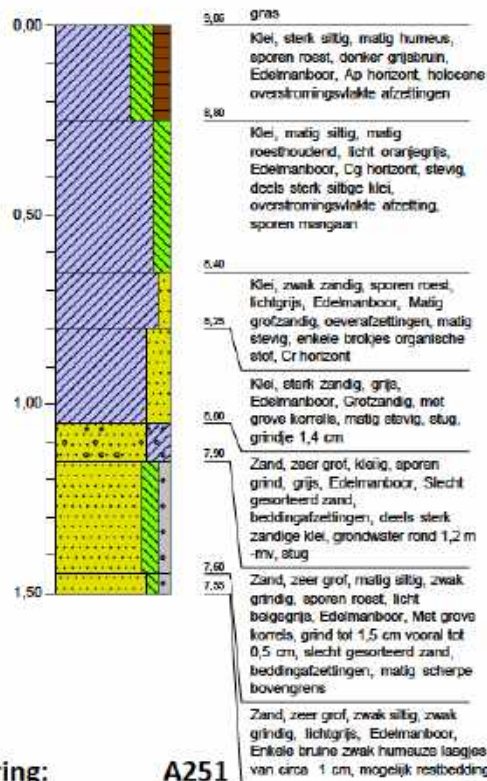 0,00
9,06
gras
Klei, sterk siltig, matig humeus,
sporen roest, donker grijsbruin,
Edelmanboor, Ap horizont, holocene
overstromingsvlakte afzettingen
8,80
Klei, matig siltig, matig
roesthoudend, licht oranjegrijs,
Edelmanboor, Cg horizont, stevig,
deels sterk siltige klei,
overstromingsvlakte afzetting,
sporen mangaan
0,50
8,40
Klei, zwak zandig, sporen roest,
lichtgrijs, Edelmanboor, Matig
grofzandig, oeverafzettingen, matig
stevig, enkele brokjes organische
stof, Cr horizont
8,25
Klei, sterk zandig, grijs,
Edelmanboor, Grofzandig, met
grove korrels, matig stevig, stug,
grindje 1,4 cm
1,00
8,00
7,90
Zand, zeer grof, kleiig, sporen
grind, grijs, Edelmanboor, Slecht
gesorteerd zand,
beddingafzettingen, deels sterk
zandige klei, grondwater rond 1,2 m
-mv, stug
7,60
7,55
1,50
Zand, zeer grof, matig siltig, zwak
grindig, sporen roest, licht
beigegrijs, Edelmanboor, Met grove
korrels, grind tot 1,5 cm vooral tot
0,5 cm, slecht gesorteerd zand,
beddingafzettingen, matig scherpe
bovengrens
Zand, zeer grof, zwak siltig, zwak
grindig, lichtgrijs, Edelmanboor,
Enkele bruine zwak humeuze laagjes
van circa 1 cm, mogelijk restbedding
ring: A251